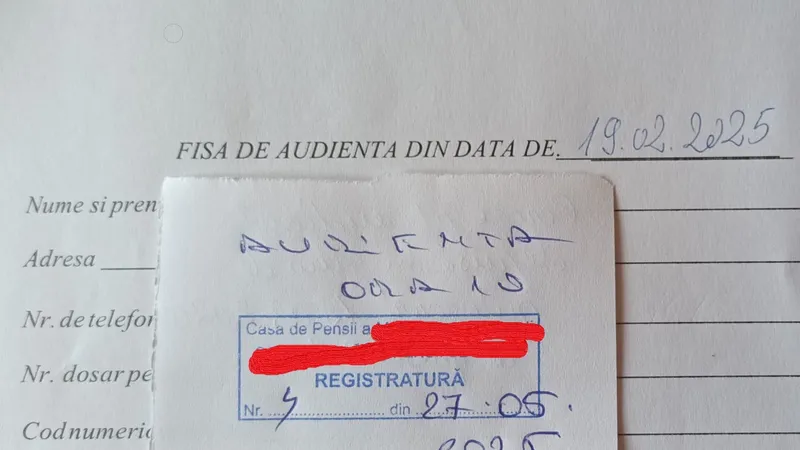 FISA DE AUDIENTA DIN DATA DE. 19.02.2025
Nume si pren
Adresa
Nr. de telefor
Nr. dosar pe
Cod numeric
AUDIENTA
ORA 10
Casa de Pensii a
REGISTRATURĂ
Nr. 4 din 27.05.
2025